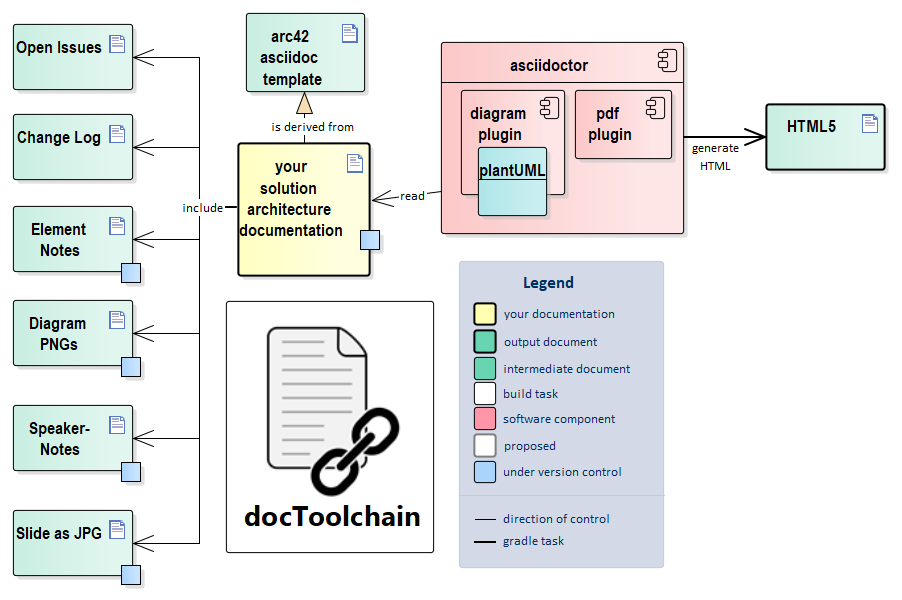 Open Issues
Change Log
Element
Notes
Diagram
PNGs
Speaker-
Notes
Slide as JPG
include
arc42
asciidoc
template
is derived from
your
solution
architecture
documentation
read
asciidoctor
diagram
plugin
plantUML
pdf
plugin
generate
HTML
HTML5
docToolchain
Legend
your documentation
output document
intermediate document
build task
software component
proposed
under version control
direction of control
gradle task